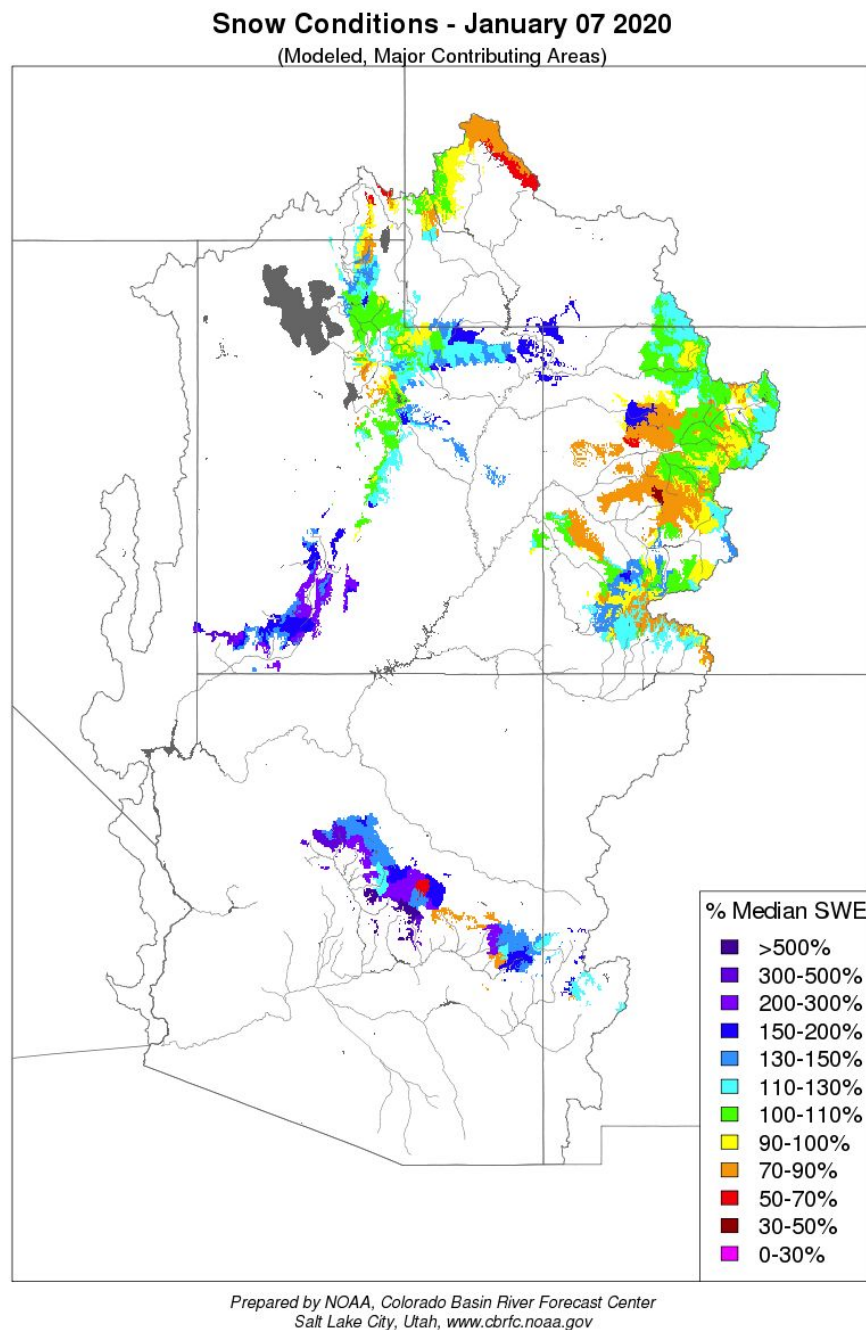 Snow Conditions - January 07 2020
(Modeled, Major Contributing Areas)
% Median SWE
>500%
300-500%
200-300%
150-200%
130-150%
110-130%
100-110%
90-100%
70-90%
50-70%
30-50%
0-30%
Prepared by NOAA, Colorado Basin River Forecast Center
Salt Lake City, Utah, www.cbrfc.noaa.gov